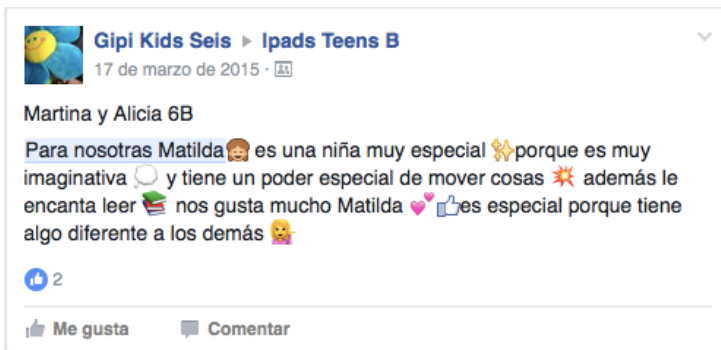 Gipi Kids Seis ▶ Ipads Teens B
17 de marzo de 2015 ·
Martina y Alicia 6B
Para nosotras Matilda👧 es una niña muy especial ✨porque es muy
imaginativa 💭 y tiene un poder especial de mover cosas 💥 además le
encanta leer 📚 nos gusta mucho Matilda 💕👍es especial porque tiene
algo diferente a los demás 💁
2
Me gusta Comentar